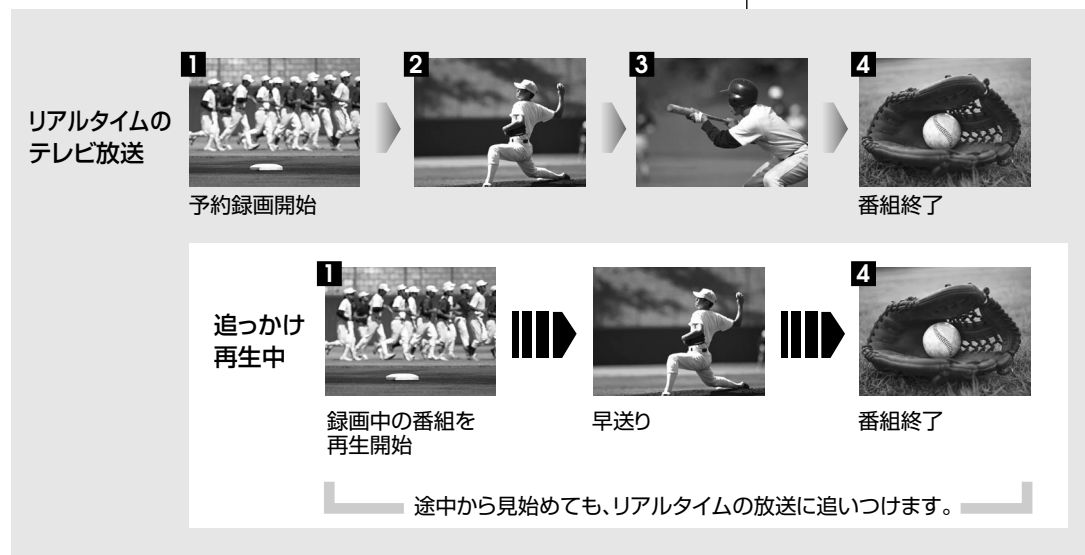 リアルタイムの
テレビ放送
1
2
3
4
予約録画開始
番組終了
追っかけ
再生中
1
4
録画中の番組を
再生開始
早送り
番組終了
途中から見始めても、リアルタイムの放送に追いつけます。